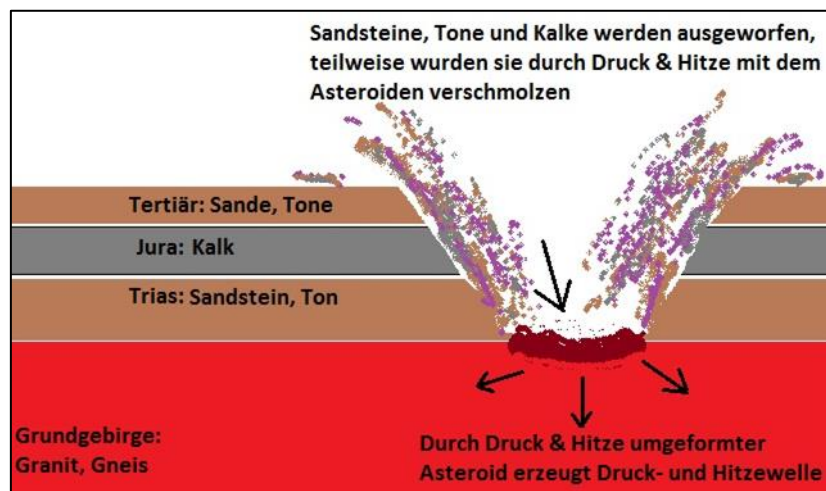 Sandsteine, Tone und Kalke werden ausgeworfen,
teilweise wurden sie durch Druck & Hitze mit dem
Asteroiden verschmolzen
Tertiär: Sande, Tone
Jura: Kalk
Trias: Sandstein, Ton
Grundgebirge:
Granit, Gneis
Durch Druck & Hitze umgeformter
Asteroid erzeugt Druck- und Hitzewelle